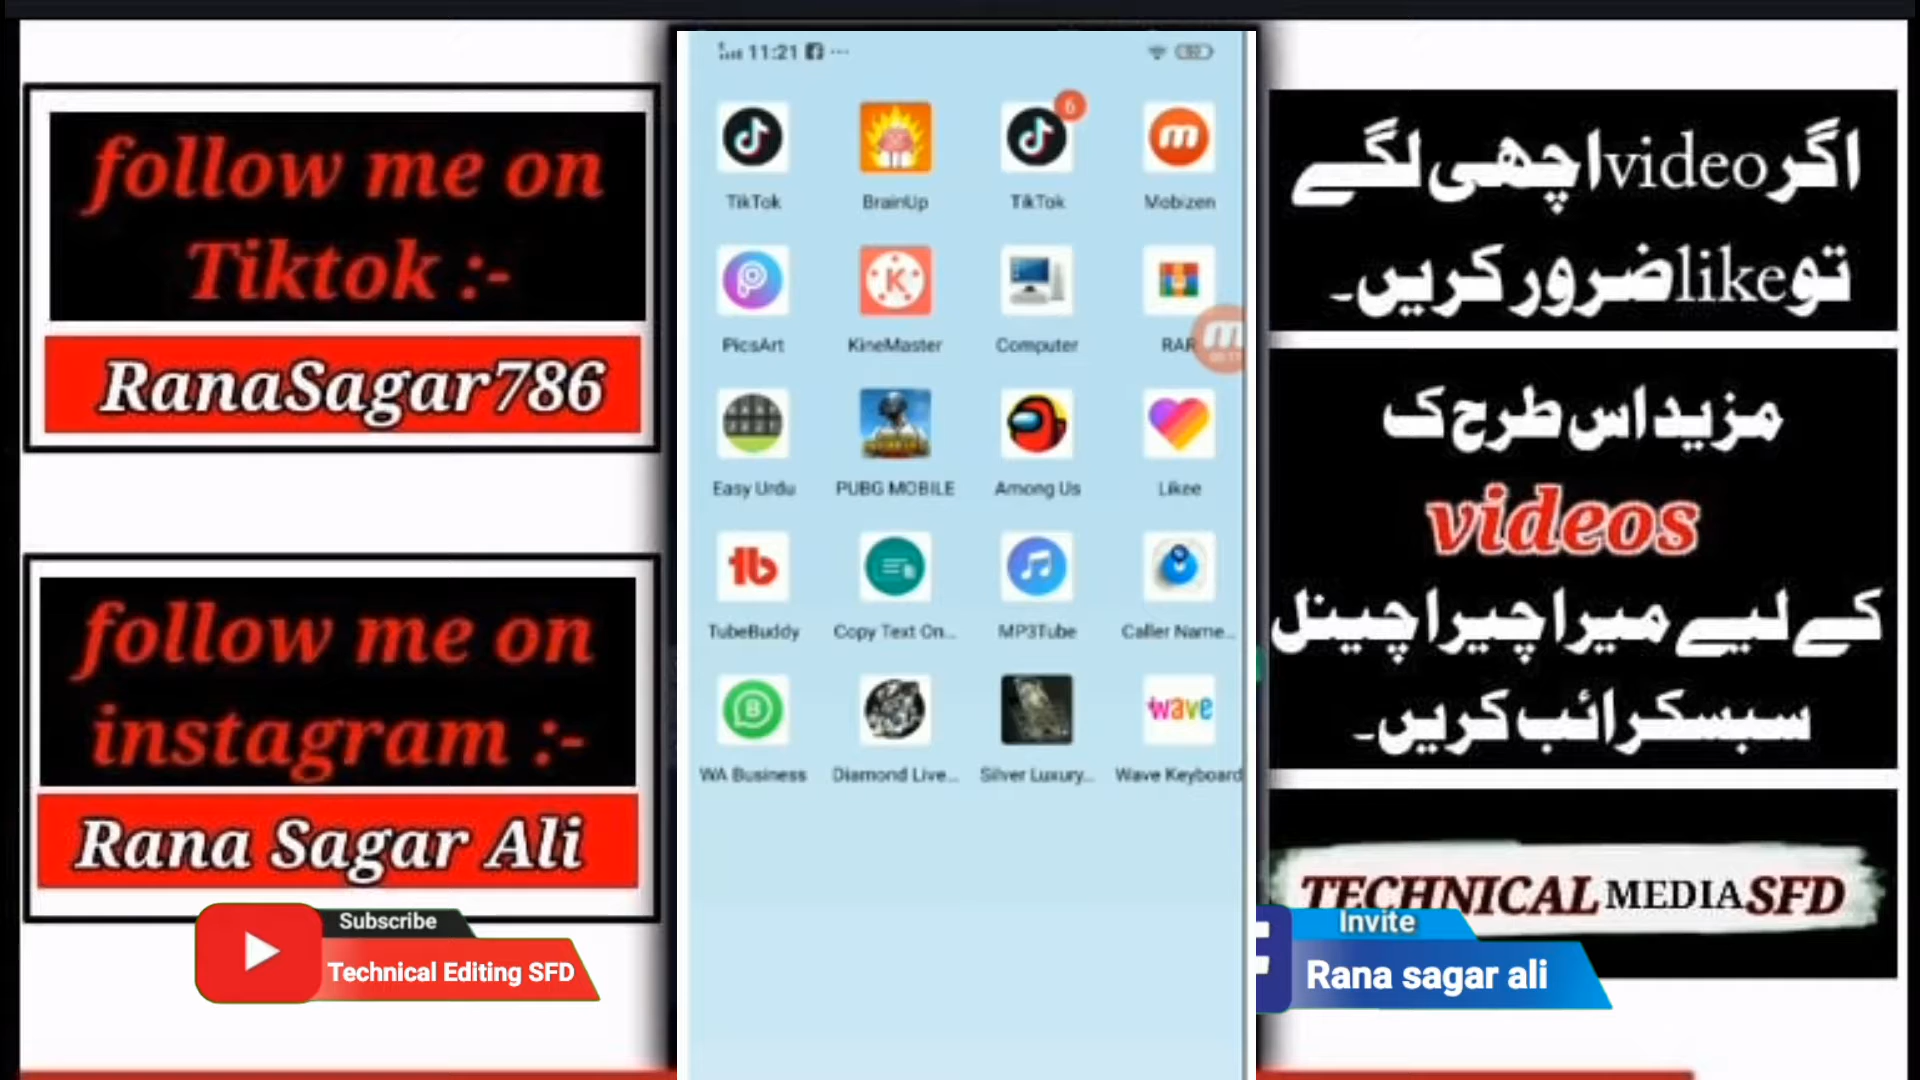 follow me on
Tiktok :-
RanaSagar786
follow me on
instagram :-
Rana Sagar Ali
Subscribe
Technical Editing SFD
11:21
6
TikTok BrainUp TikTok Mobizen
PicsArt KineMaster Computer RAR
Easy Urdu PUBG MOBILE Among Us Likee
TubeBuddy Copy Text On... MP3Tube Caller Name...
wave
WA Business Diamond Live... Silver Luxury... Wave Keyboard
اگر video اچھی لگے
تو like ضرور کریں۔
مزید اس طرح ک
videos
کے لیے میرا چیرا چینل
سبسکرائب کریں۔
TECHNICAL MEDIA SFD
Invite
Rana sagar ali